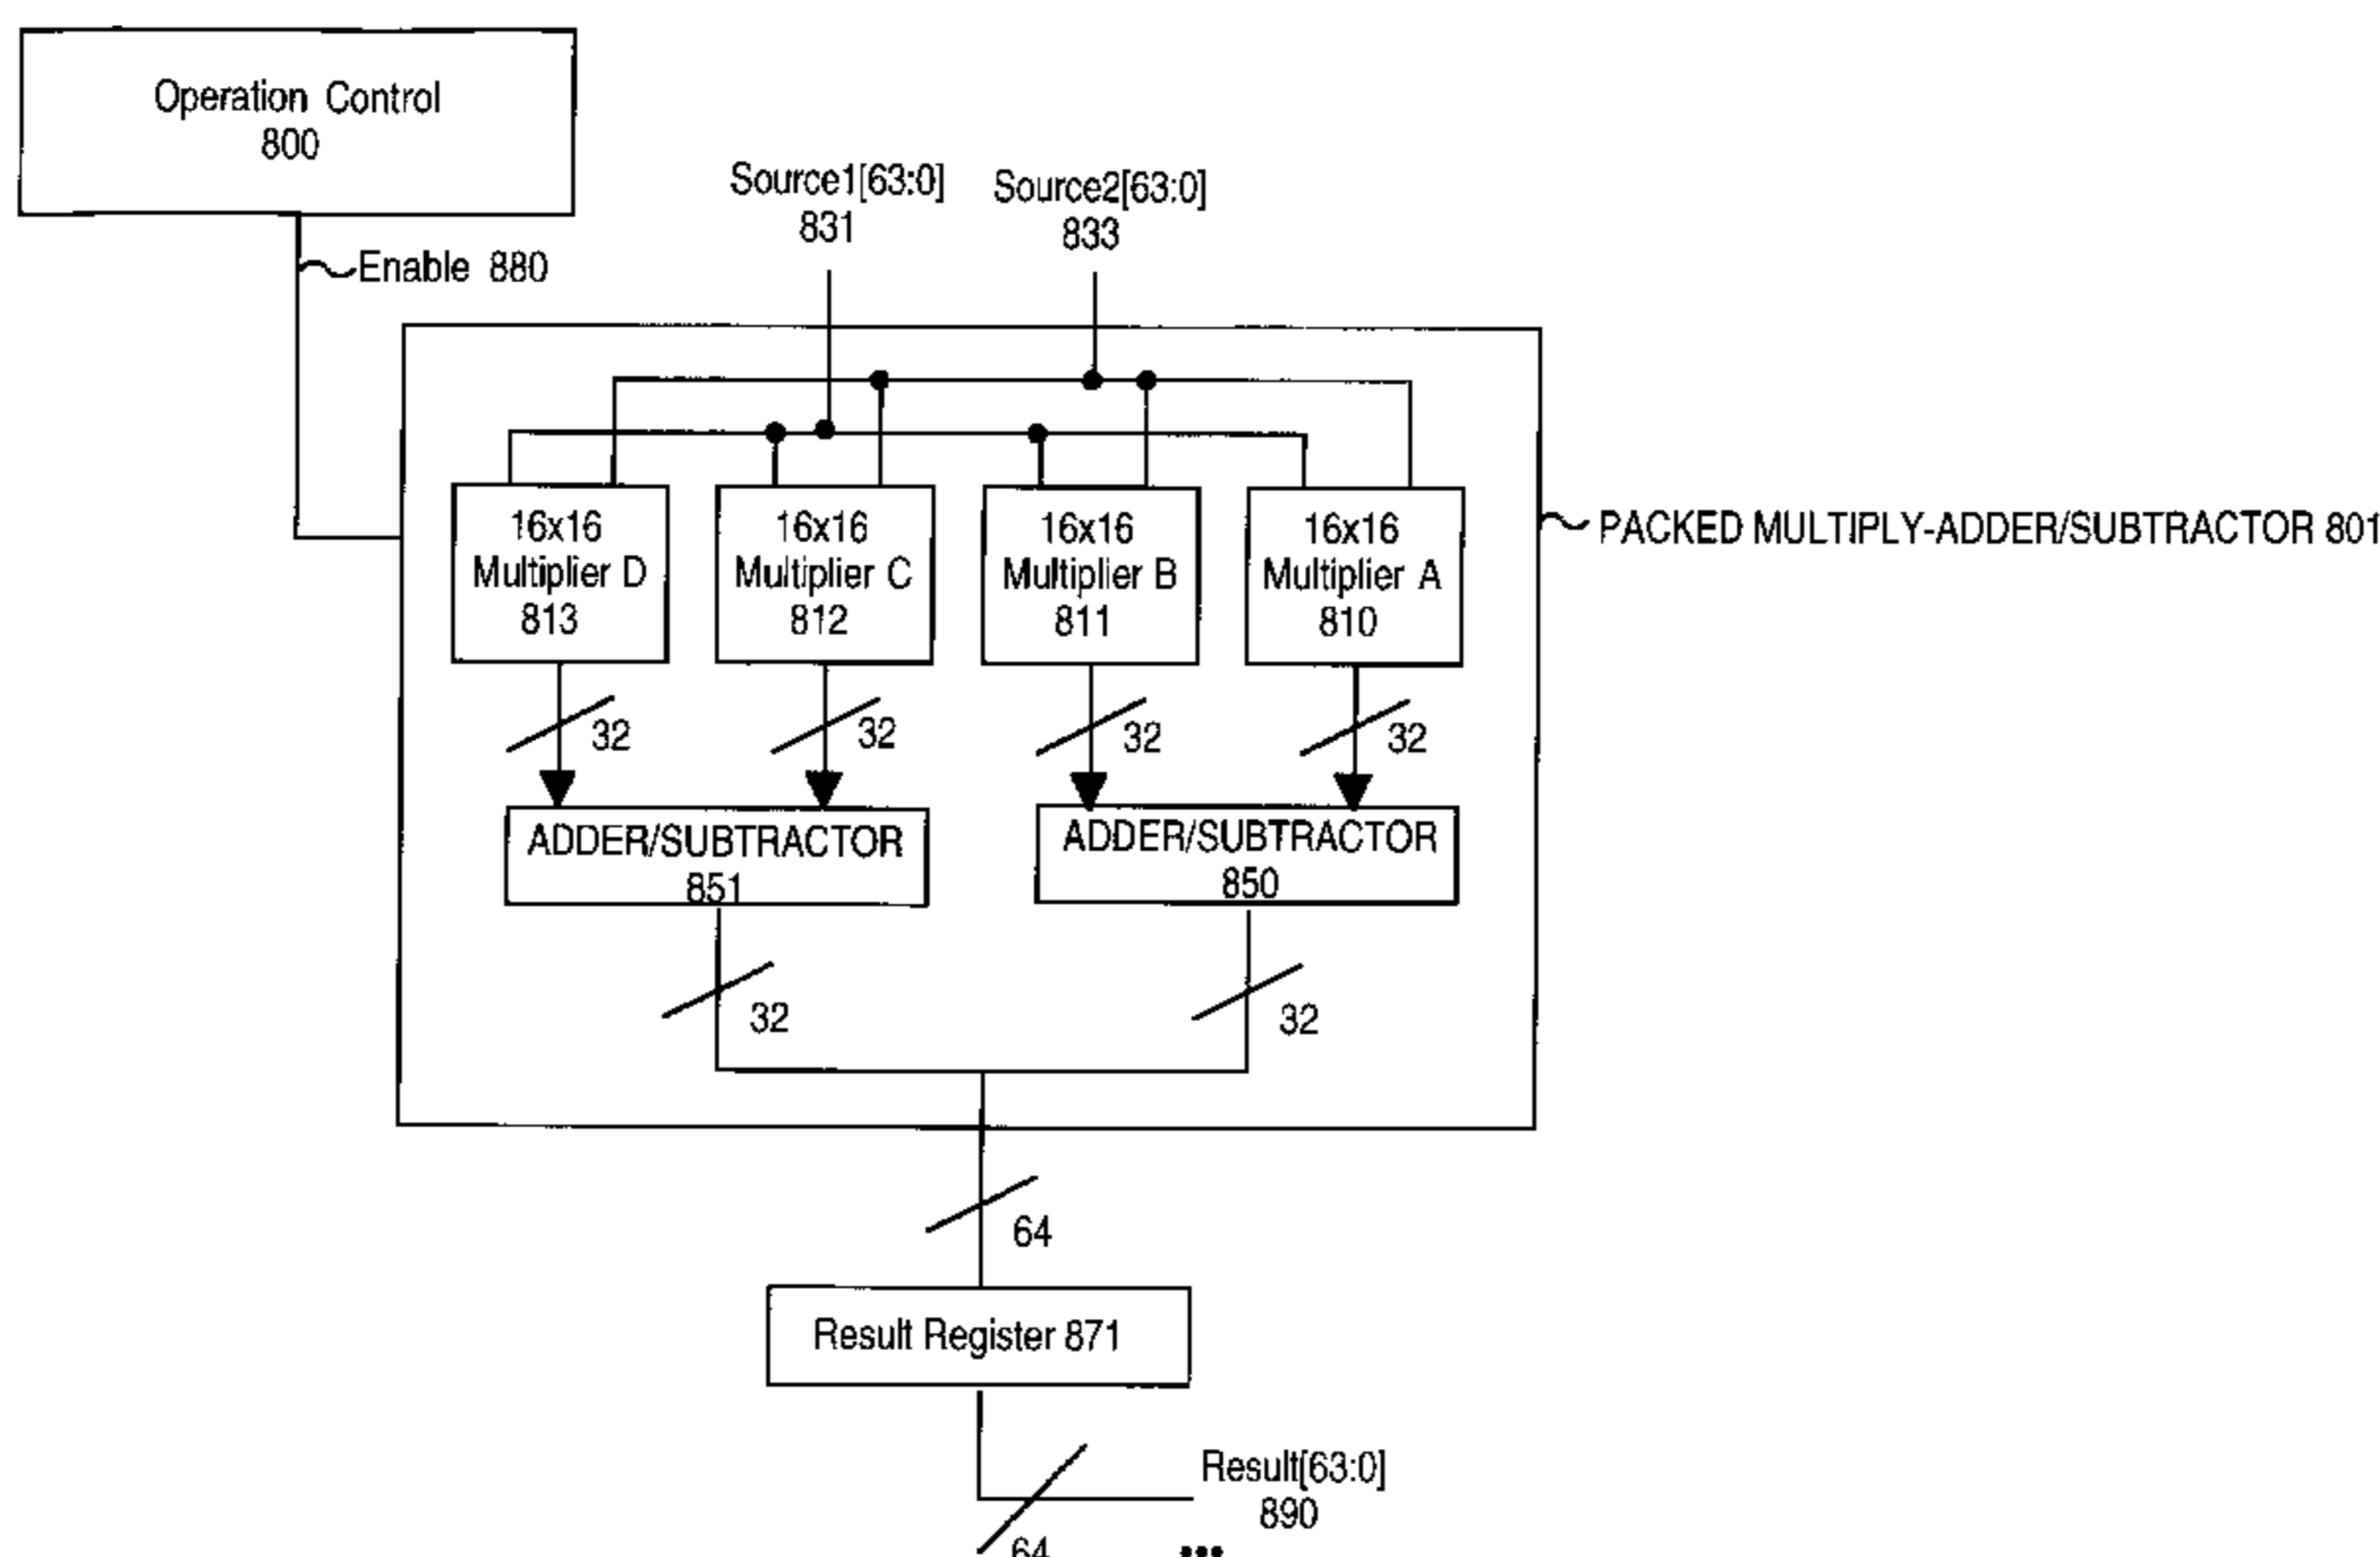 Operation Control
800
Source1[63:0]
831
Source2[63:0]
833
Enable 880
16x16
Multiplier D
813
16x16
Multiplier C
812
16x16
Multiplier B
811
16x16
Multiplier A
810
PACKED MULTIPLY-ADDER/SUBTRACTOR 801
32
32
32
32
ADDER/SUBTRACTOR
851
ADDER/SUBTRACTOR
850
32
32
64
Result Register 871
Result[63:0]
890
64
•••